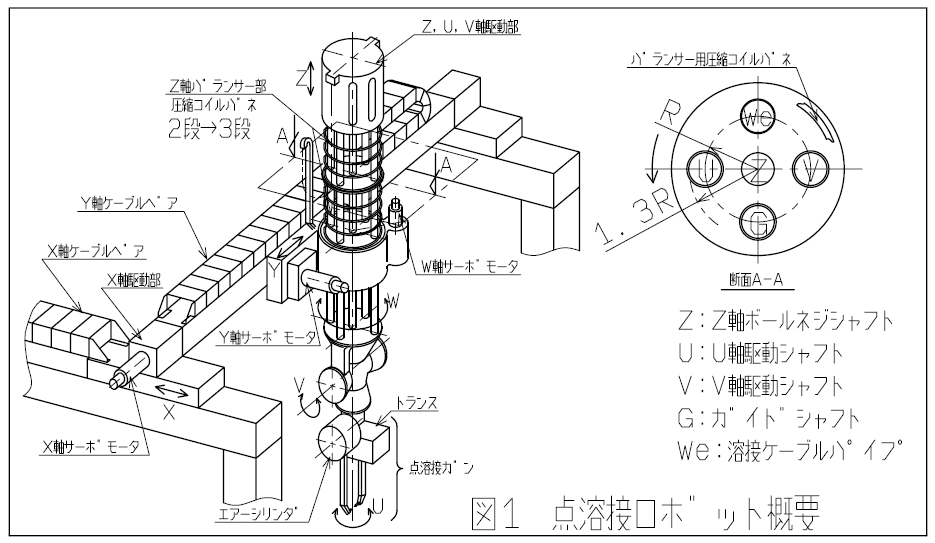 Z, U, V軸駆動部
Z軸バランサー部
圧縮コイルバネ
2段→3段
Z
A
A
Y軸ケーブルベア
X軸ケーブルベア
X軸駆動部
Y
W軸サーボモータ
Y軸サーボモータ
W
V
X
X軸サーボモータ
トランス
点溶接ガン
エアーシリンダ
U
バランサー用圧縮コイルバネ
R
We
U
Z
V
G
1.3R
断面A-A
Z:Z軸ボールネジシャフト
U:U軸駆動シャフト
V:V軸駆動シャフト
G:ガイドシャフト
We:溶接ケーブルパイプ
図1 点溶接ロボット概要